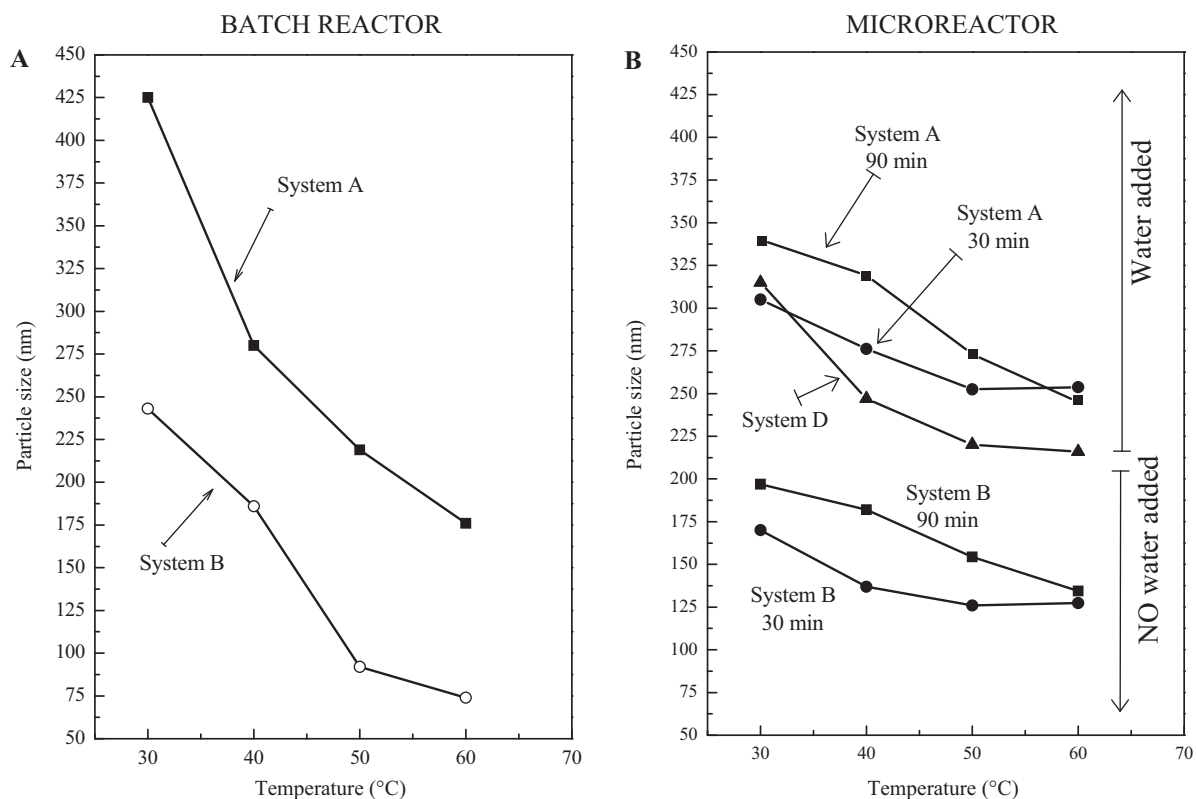 BATCH REACTOR
A
450
425
400
375
350
325
300
275
250
225
200
175
150
125
100
75
50
Particle size (nm)
System A
System B
30
40
50
60
70
Temperature (°C)
MICROREACTOR
B
450
425
400
375
350
325
300
275
250
225
200
175
150
125
100
75
50
Particle size (nm)
System A
90 min
System A
30 min
System D
System B
90 min
System B
30 min
Water added
NO water added
30
40
50
60
70
Temperature (°C)